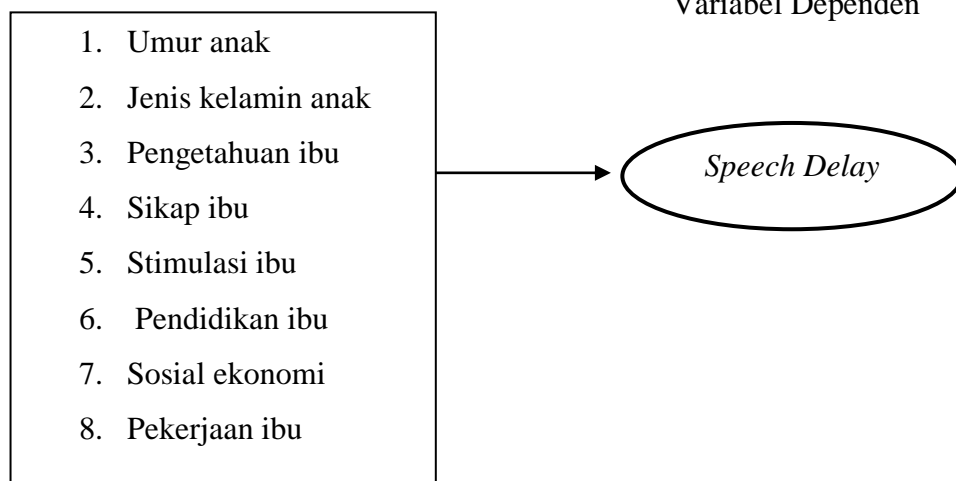 Variabel Dependen
1. Umur anak
2. Jenis kelamin anak
3. Pengetahuan ibu
4. Sikap ibu
5. Stimulasi ibu
6. Pendidikan ibu
7. Sosial ekonomi
8. Pekerjaan ibu
Speech Delay